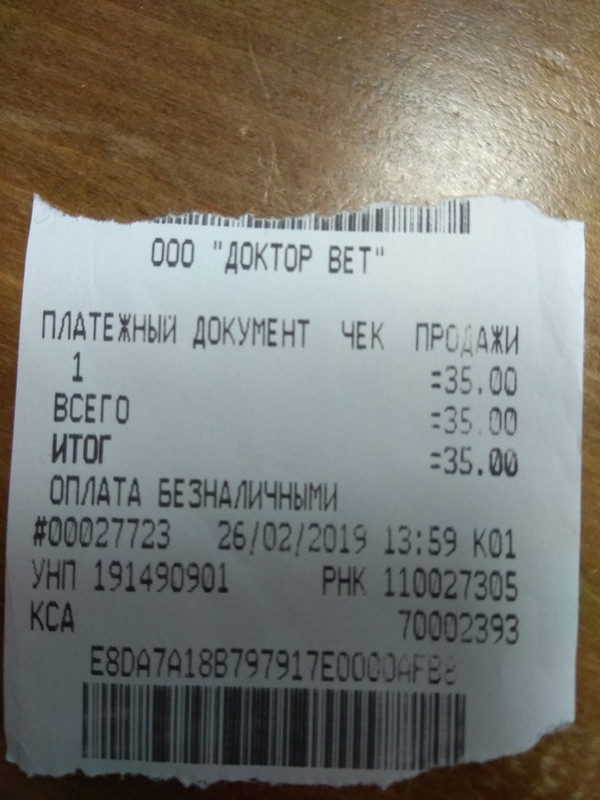 ООО "ДОКТОР ВЕТ"
ПЛАТЕЖНЫЙ ДОКУМЕНТ ЧЕК ПРОДАЖИ
1 =35.00
ВСЕГО =35.00
ИТОГ =35.00
ОПЛАТА БЕЗНАЛИЧНЫМИ
#00027723 26/02/2019 13:59 К01
УНП 191490901 РНК 110027305
КСА 70002393
E8DA7A18B797917E0000AFB8